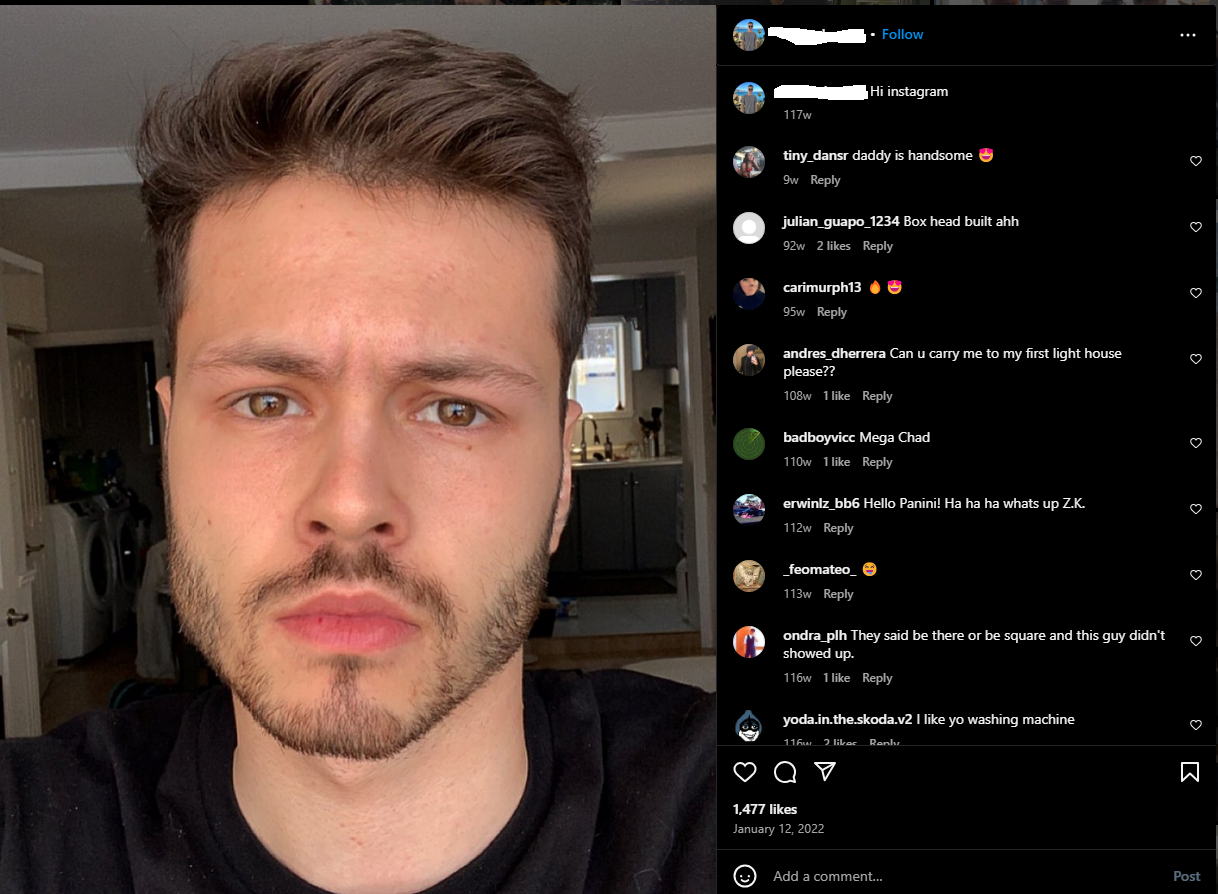 • Follow
Hi instagram
117w
tiny_dansr daddy is handsome 😍
9w Reply
julian_guapo_1234 Box head built ahh
92w 2 likes Reply
carimurph13 🔥 😍
95w Reply
andres_dherrera Can u carry me to my first light house
please??
108w 1 like Reply
badboyvicc Mega Chad
110w 1 like Reply
erwinlz_bb6 Hello Panini! Ha ha ha whats up Z.K.
112w Reply
_feomateo_ 😄
113w Reply
ondra_plh They said be there or be square and this guy didn't
showed up.
116w 1 like Reply
yoda.in.the.skoda.v2 I like yo washing machine
116w 2 likes Reply
1,477 likes
January 12, 2022
Add a comment... Post